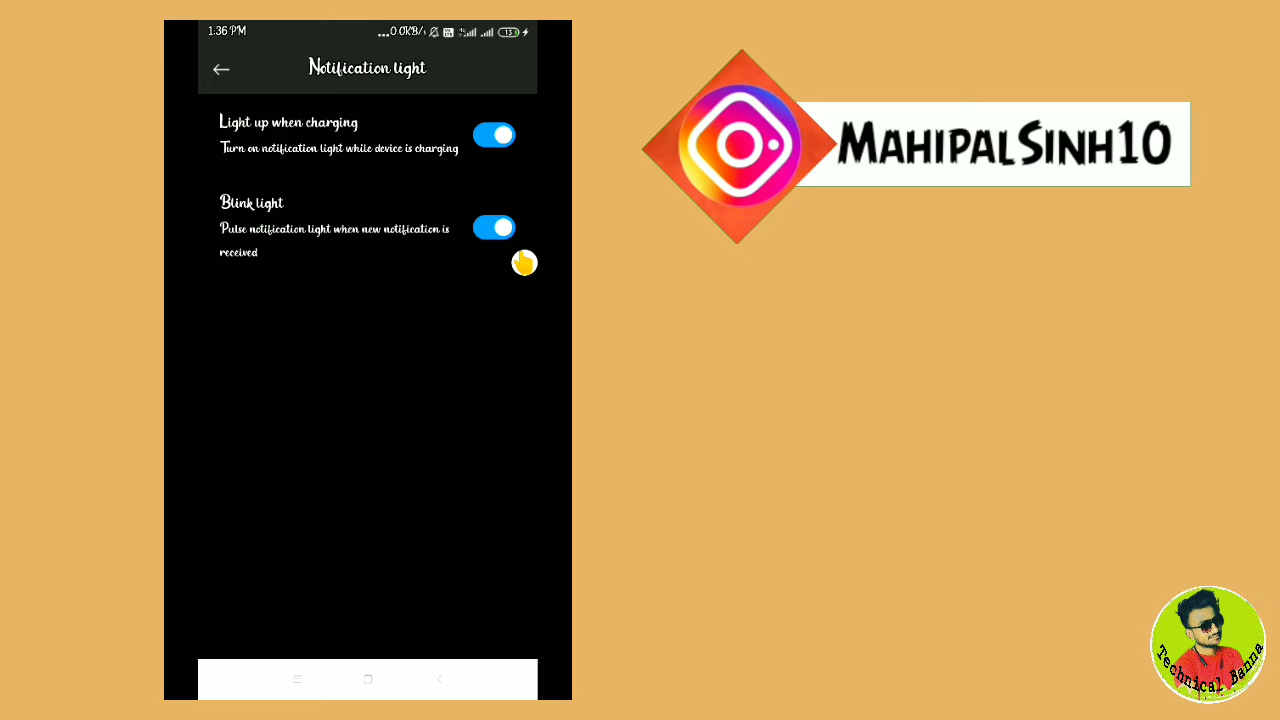 1:36 PM
...0.0KB/s
13
Notification light
Light up when charging
Turn on notification light while device is charging
Blink light
Pulse notification light when new notification is
received
MAHIPALSINH10
Technical Banna